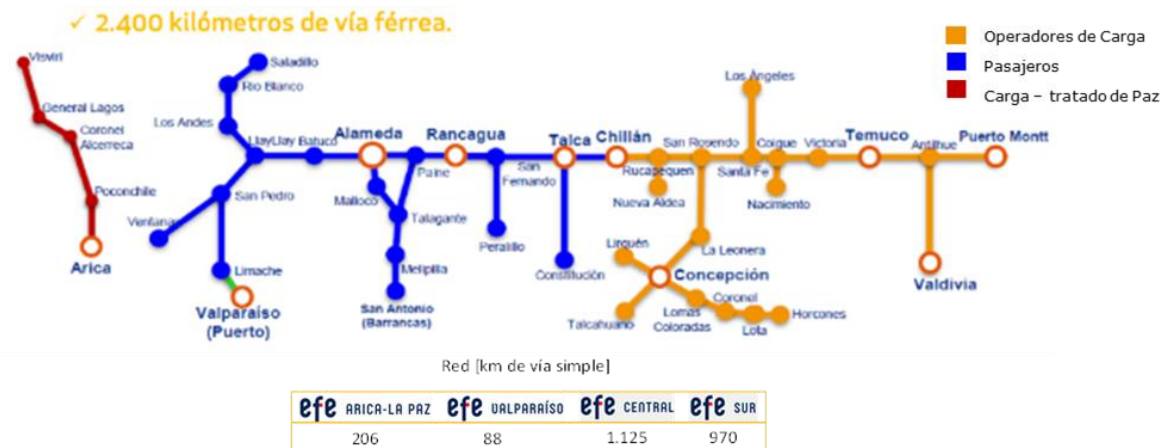 ✓ 2.400 kilómetros de vía férrea.
Operadores de Carga
Pasajeros
Carga – tratado de Paz
Visviri
General Lagos
Coronel
Alcerreca
Poconchile
Arica
Saladillo
Rio Blanco
Los Andes
LlayLlay
Batuco
San Pedro
Ventanas
Limache
Valparaíso
(Puerto)
Alameda
Malloco
Paine
Talagante
Melipilla
San Antonio
(Barrancas)
Rancagua
San
Fernando
Peralillo
Talca
Constitución
Chillán
Rucapequen
Nueva Aldea
San Rosendo
La Leonera
Lirquén
Concepción
Talcahuano
Lomas
Coloradas
Coronel
Lota
Horcones
Los Ángeles
Santa Fe
Coigue
Nacimiento
Victoria
Temuco
Antilhue
Valdivia
Puerto Montt
Red [km de vía simple]
efe ARICA-LA PAZ efe VALPARAÍSO efe CENTRAL efe SUR
206 88 1.125 970